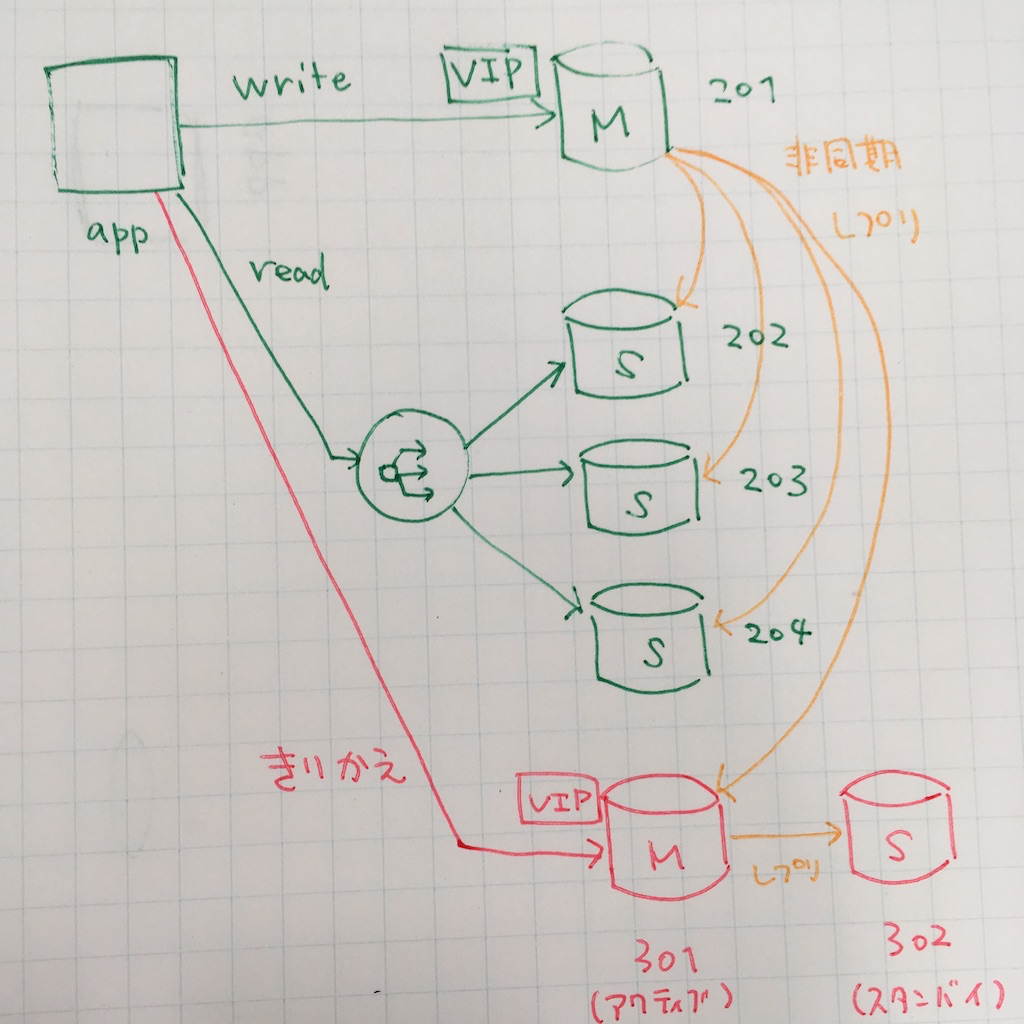 write
VIP
M
201
app
非同期
レプリ
read
S
202
S
203
S
204
きりかえ
VIP
M
レプリ
S
301
(アクティブ)
302
(スタンバイ)